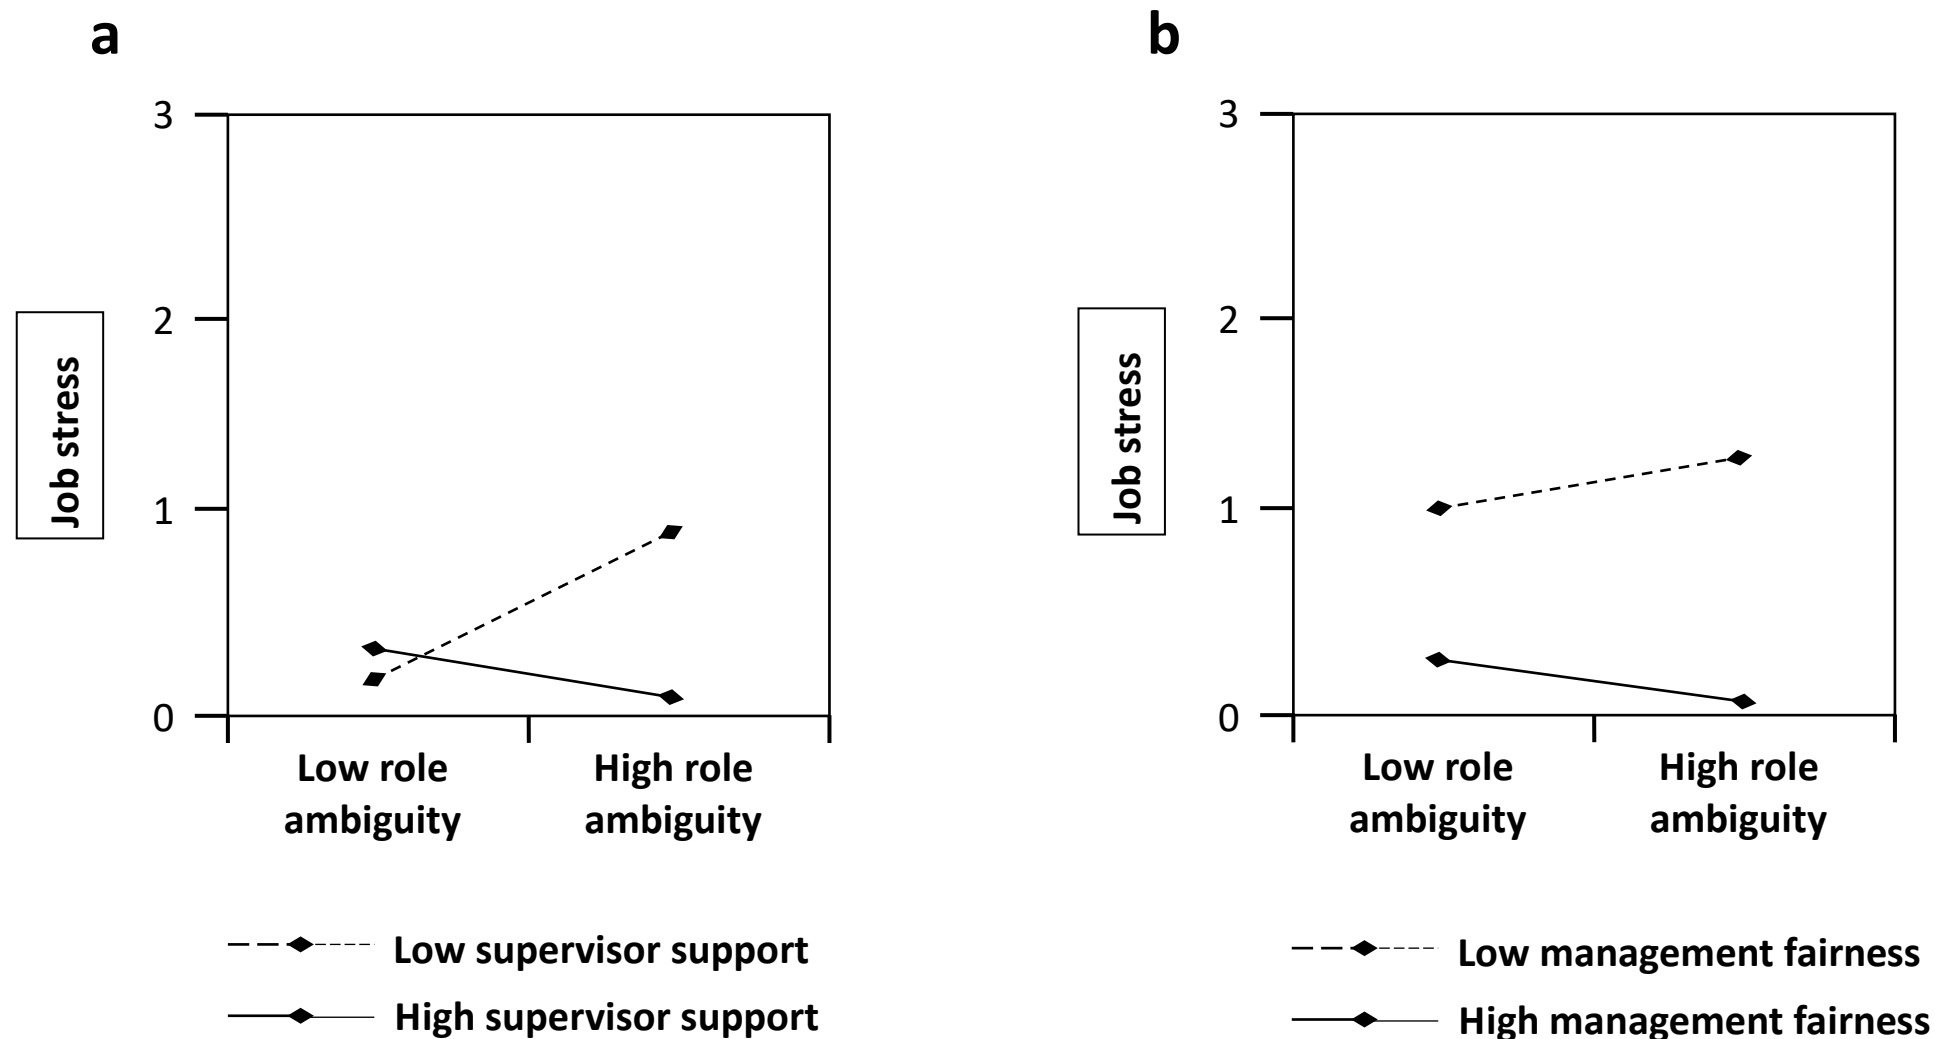 a
3
2
1
0
Job stress
Low role
ambiguity
High role
ambiguity
Low supervisor support
High supervisor support
b
3
2
1
0
Job stress
Low role
ambiguity
High role
ambiguity
Low management fairness
High management fairness